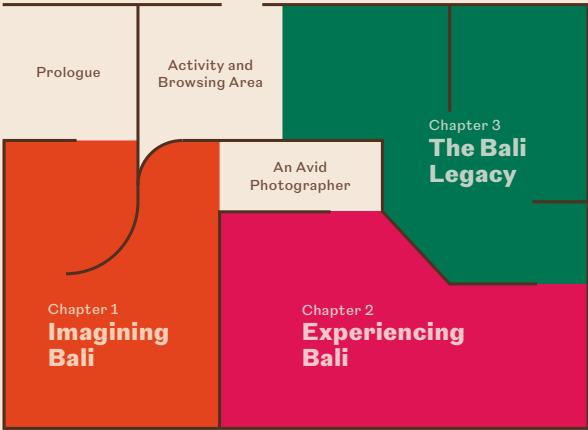 Prologue
Activity and
Browsing Area
Chapter 3
The Bali
Legacy
An Avid
Photographer
Chapter 1
Imagining
Bali
Chapter 2
Experiencing
Bali